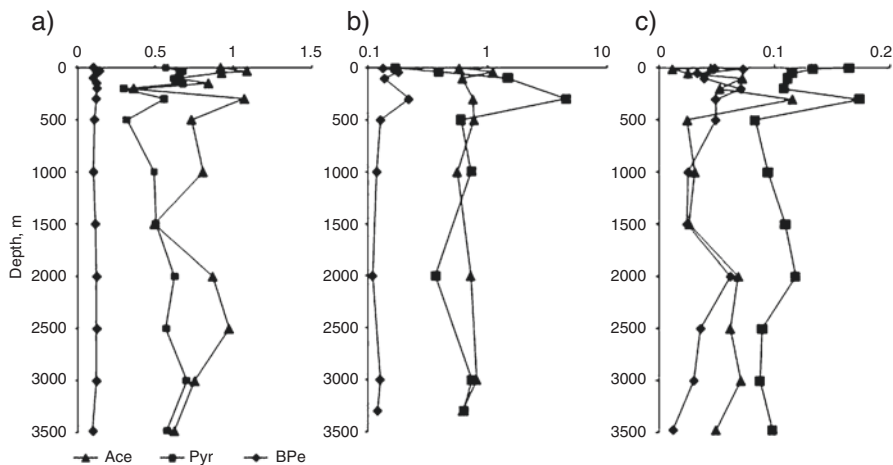 a) b) c)
0 0.5 1 1.5 0.1 1 10 0 0.1 0.2
0 0 0
500 500 500
1000 1000 1000
1500 1500 1500
2000 2000 2000
2500 2500 2500
3000 3000 3000
3500 3500 3500
Depth, m
Ace Pyr BPe